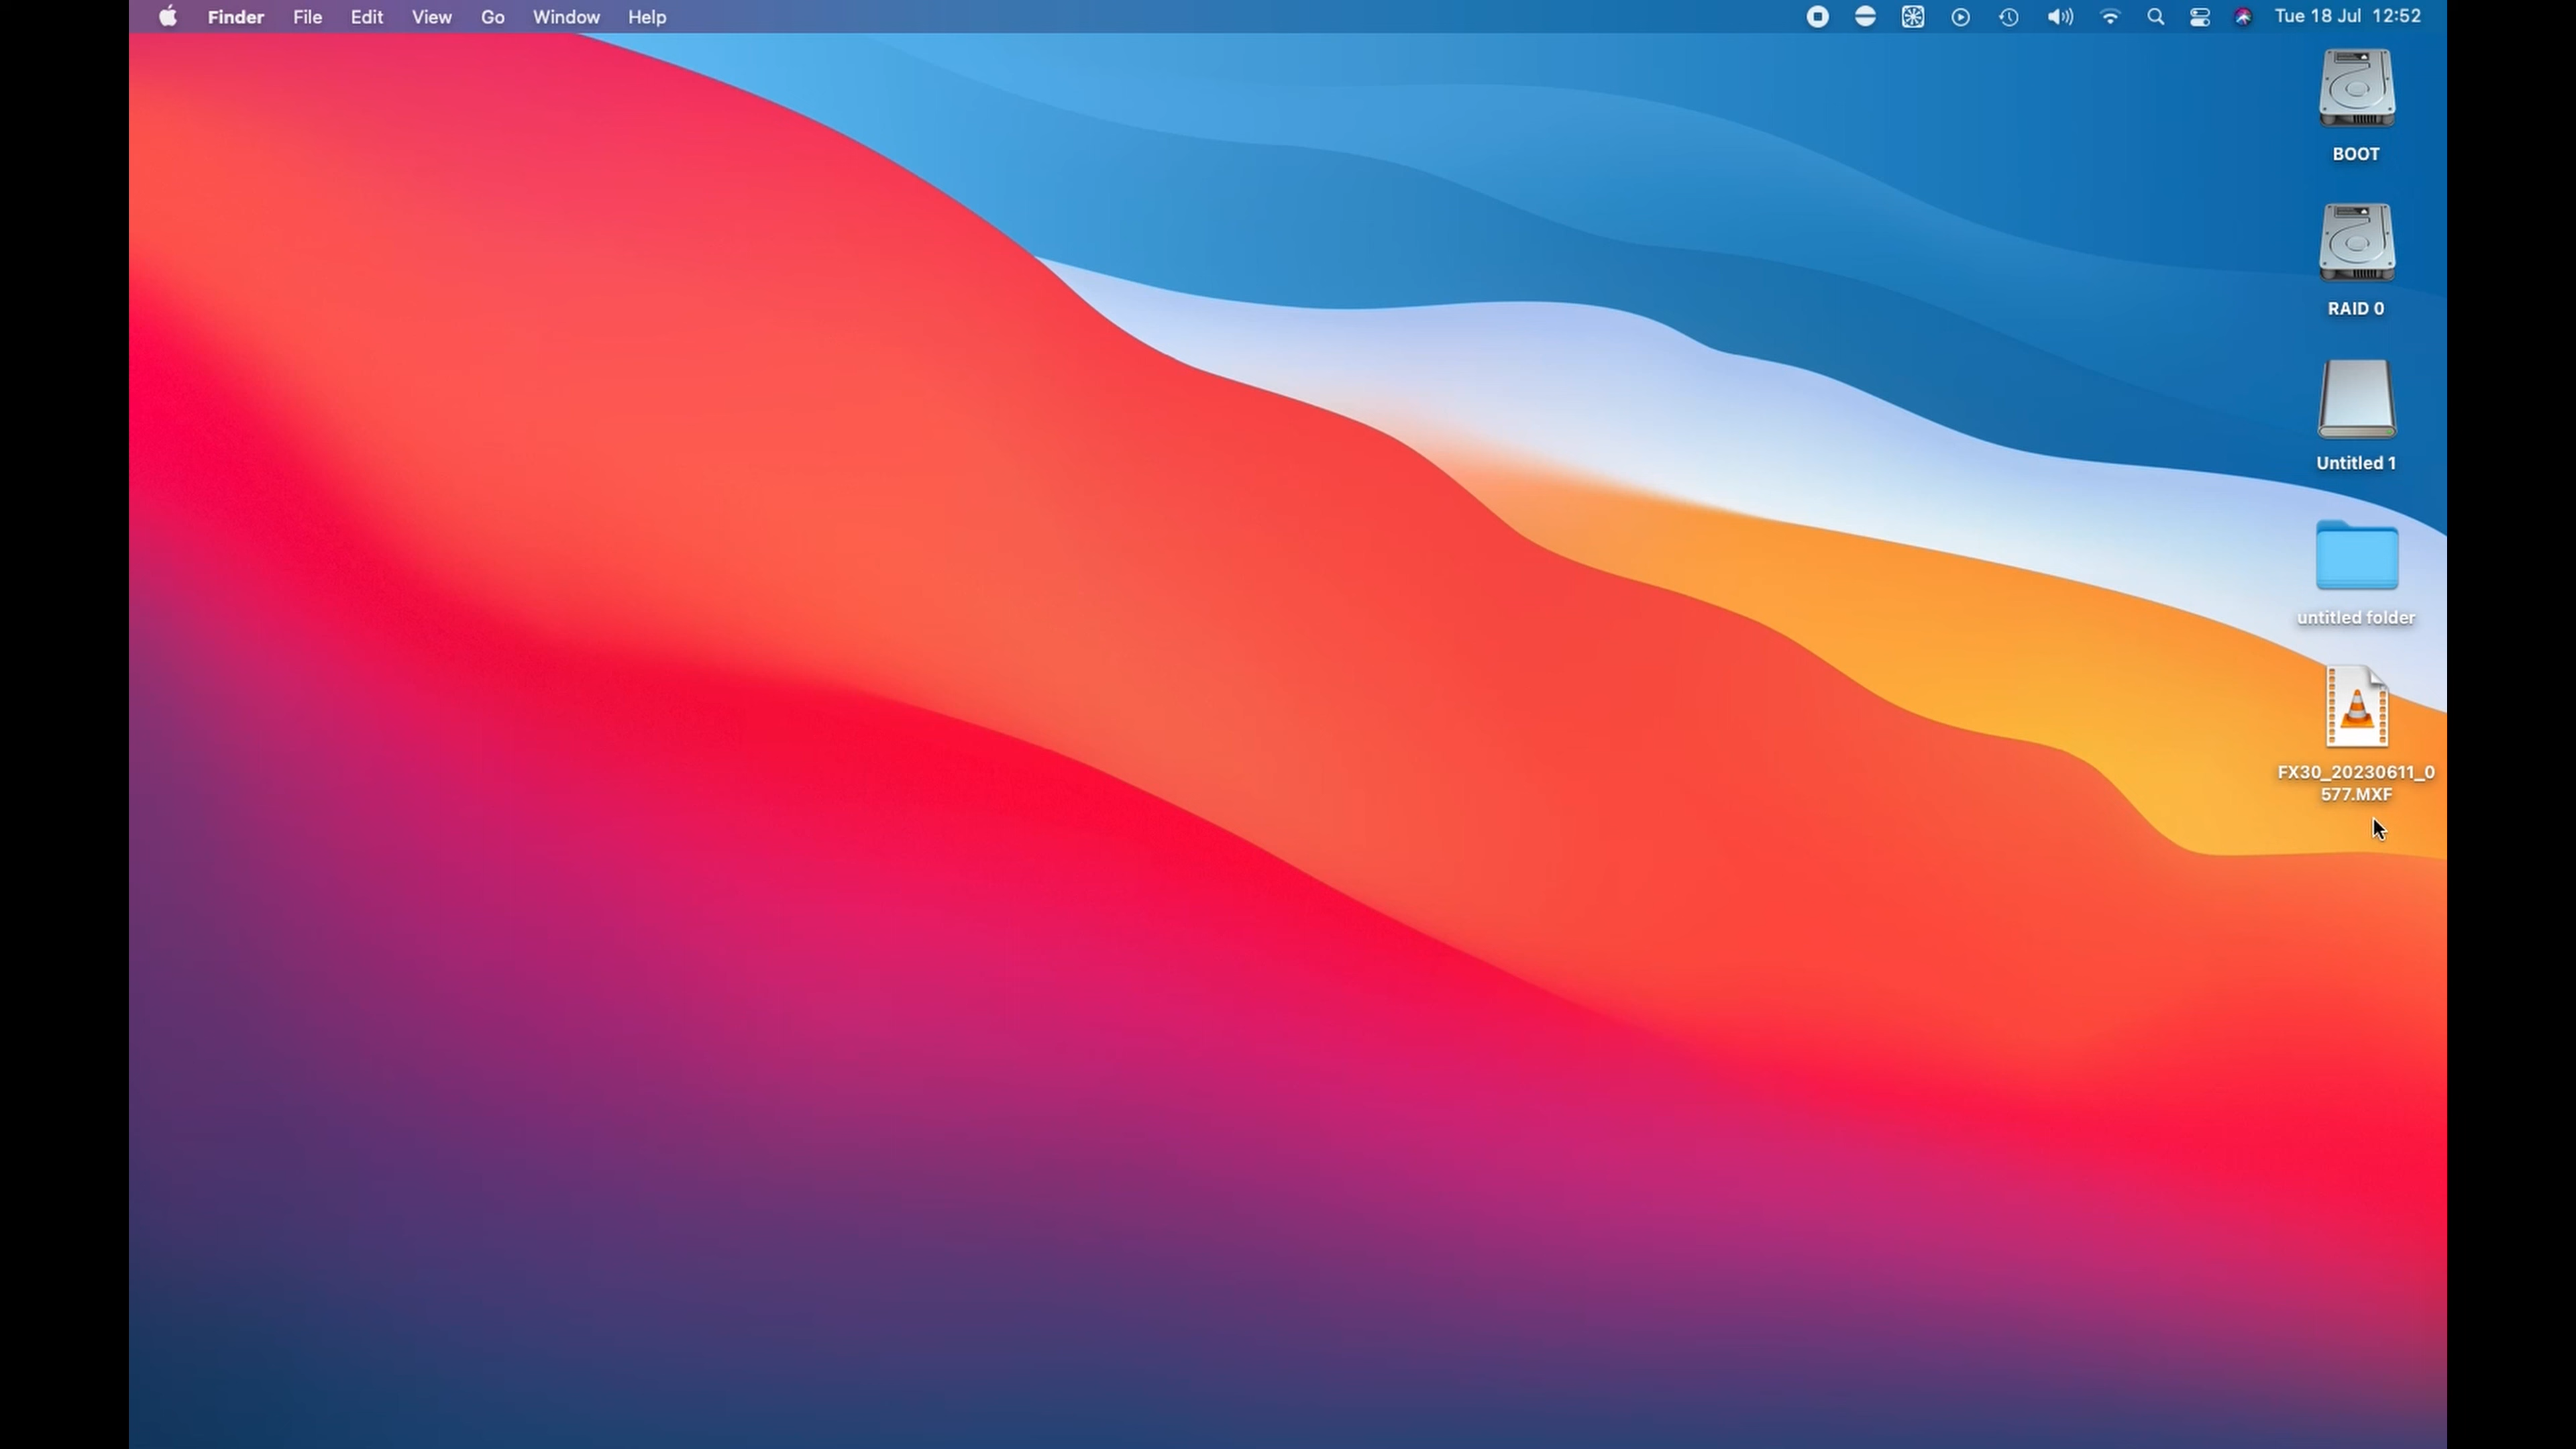 Finder File Edit View Go Window Help Tue 18 Jul 12:52
BOOT
RAID 0
Untitled 1
untitled folder
FX30_20230611_0
577.MXF